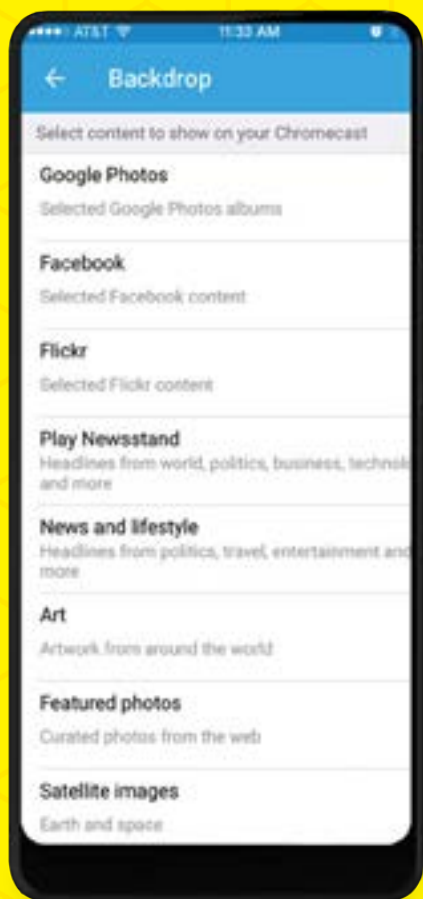 AT&T 11:33 AM
Backdrop
Select content to show on your Chromecast
Google Photos
Selected Google Photos albums
Facebook
Selected Facebook content
Flickr
Selected Flickr content
Play Newsstand
Headlines from world, politics, business, technolo
and more
News and lifestyle
Headlines from politics, travel, entertainment and
more
Art
Artwork from around the world
Featured photos
Curated photos from the web
Satellite images
Earth and space